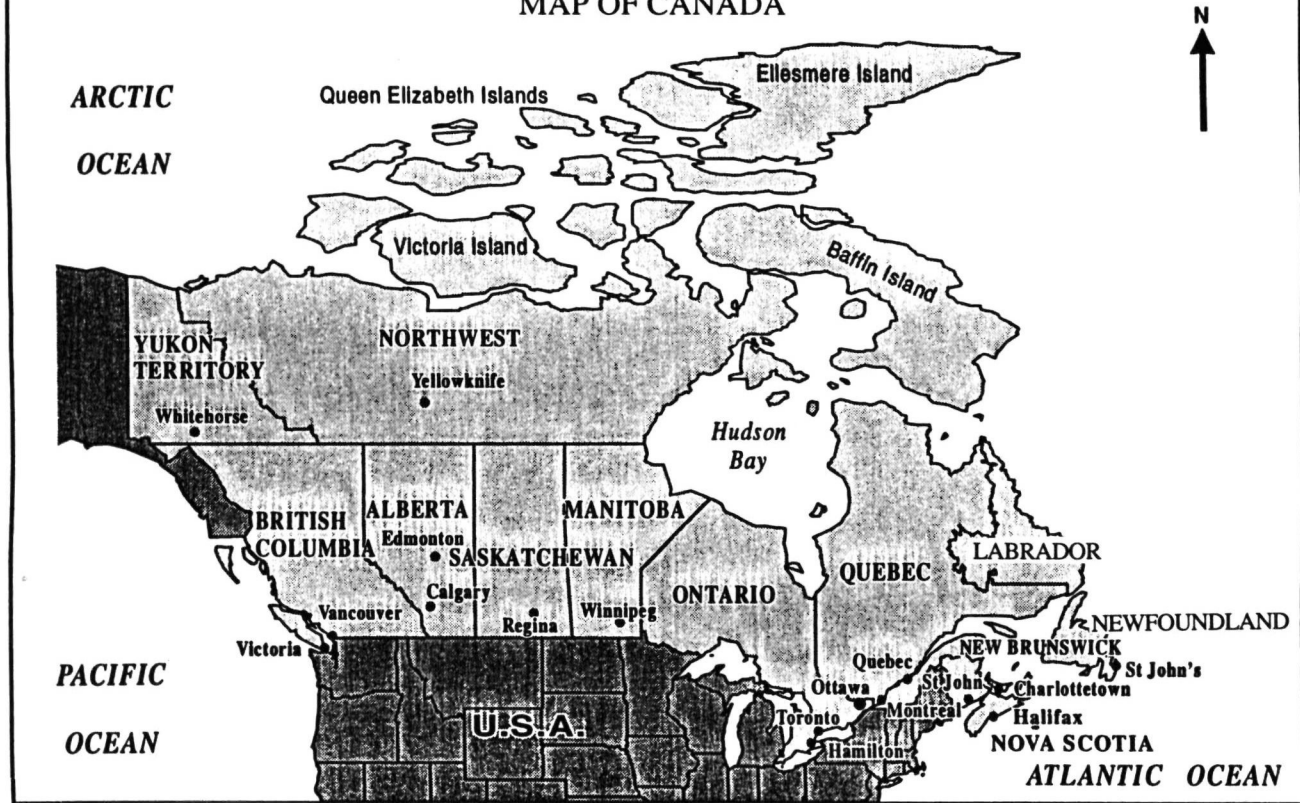 MAP OF CANADA
N
ARCTIC
OCEAN
Queen Elizabeth Islands
Ellesmere Island
Victoria Island
Baffin Island
YUKON
TERRITORY
Whitehorse
NORTHWEST
Yellowknife
Hudson
Bay
BRITISH
COLUMBIA
ALBERTA
Edmonton
SASKATCHEWAN
MANITOBA
Calgary
Vancouver
Victoria
Regina
Winnipeg
ONTARIO
QUEBEC
LABRADOR
NEWFOUNDLAND
NEW BRUNSWICK
St John's
Quebec
Ottawa
St John
Charlottetown
Montreal
Toronto
Halifax
Hamilton
NOVA SCOTIA
PACIFIC
OCEAN
U.S.A.
ATLANTIC OCEAN